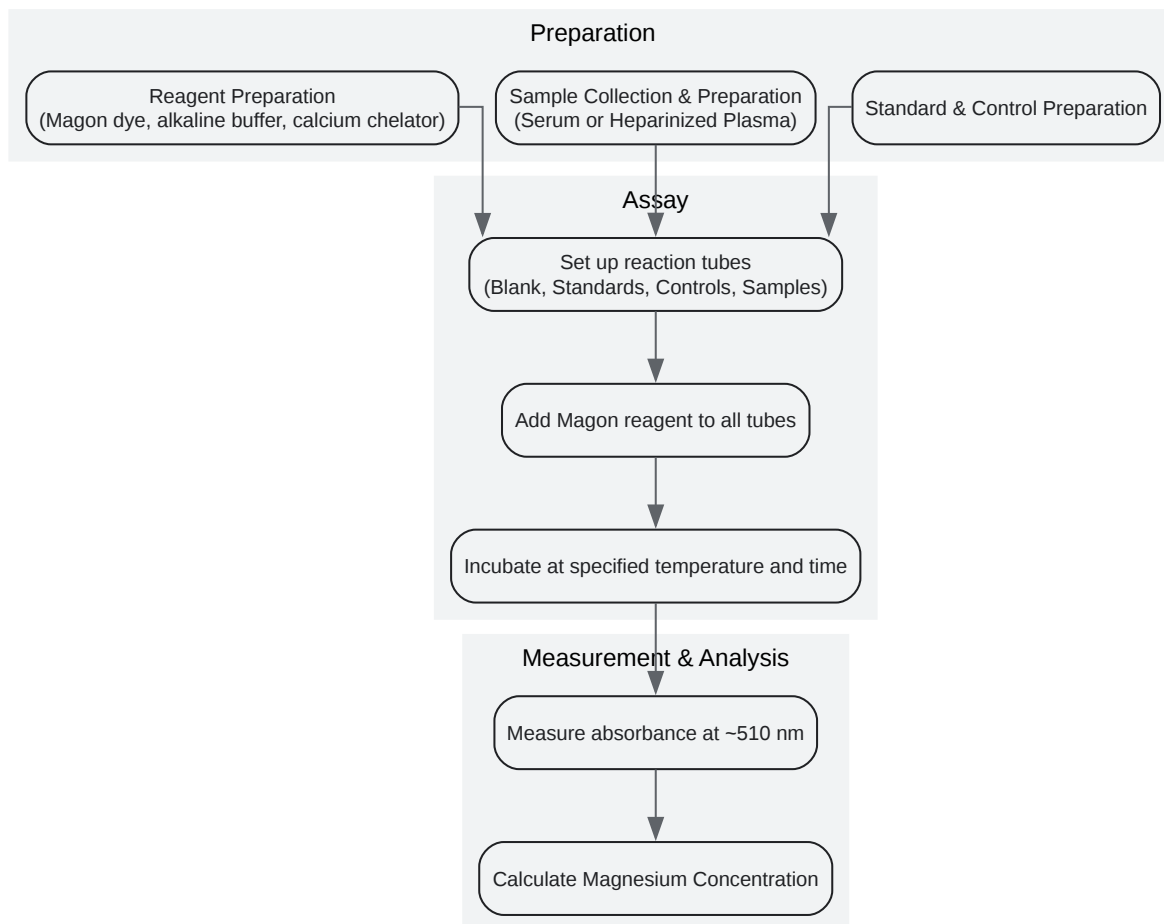 Preparation
Reagent Preparation
(Magon dye, alkaline buffer, calcium chelator)
Sample Collection & Preparation
(Serum or Heparinized Plasma)
Standard & Control Preparation
Assay
Set up reaction tubes
(Blank, Standards, Controls, Samples)
Add Magon reagent to all tubes
Incubate at specified temperature and time
Measurement & Analysis
Measure absorbance at ~510 nm
Calculate Magnesium Concentration